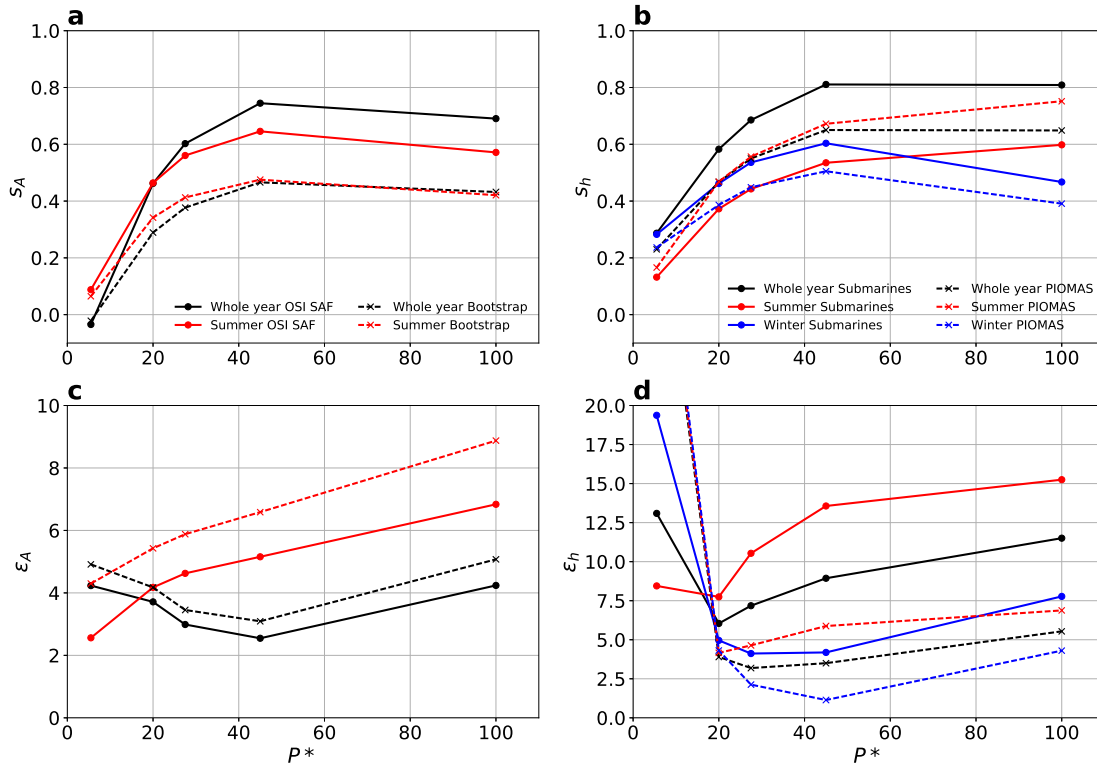 a
1.0
0.8
0.6
0.4
0.2
0.0
s_A
Whole year OSI SAF
Summer OSI SAF
Whole year Bootstrap
Summer Bootstrap
0 20 40 60 80 100
b
1.0
0.8
0.6
0.4
0.2
0.0
s_h
Whole year Submarines
Summer Submarines
Winter Submarines
Whole year PIOMAS
Summer PIOMAS
Winter PIOMAS
0 20 40 60 80 100
c
10
8
6
4
2
0
ε_A
0 20 40 60 80 100
P *
d
20.0
17.5
15.0
12.5
10.0
7.5
5.0
2.5
0.0
ε_h
0 20 40 60 80 100
P *